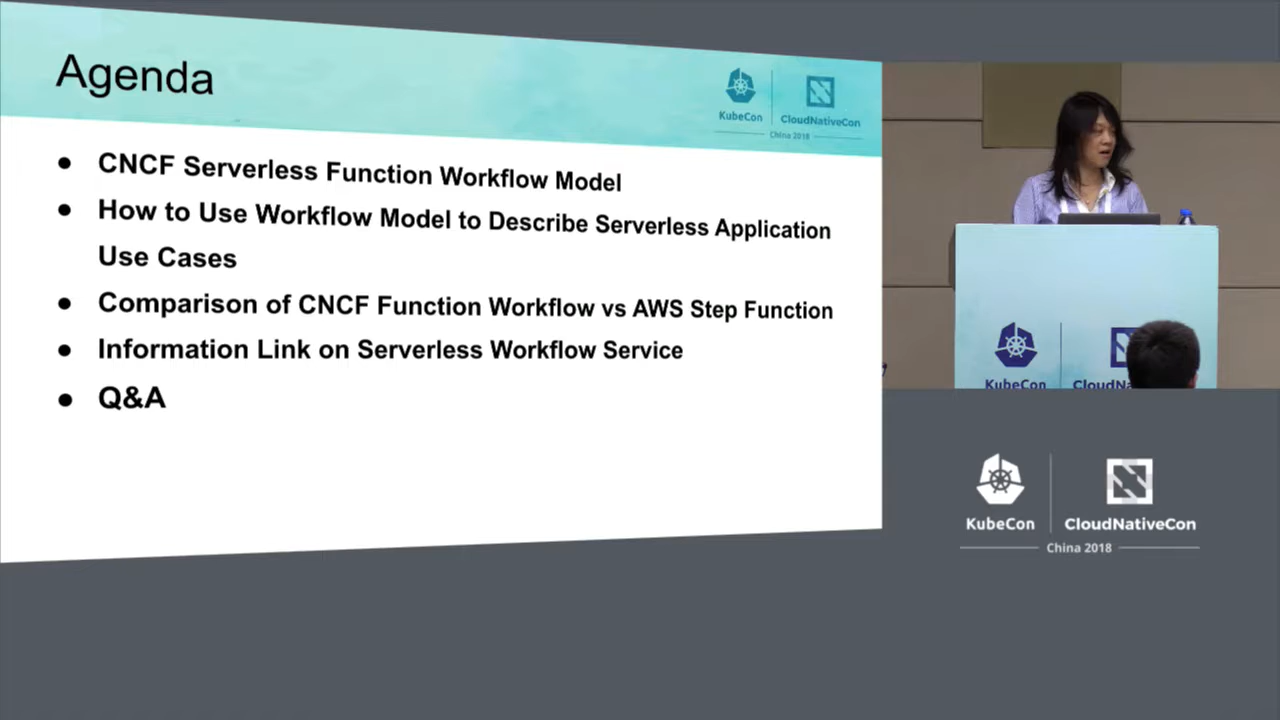 Agenda
KubeCon
CloudNativeCon
China 2018
● CNCF Serverless Function Workflow Model
● How to Use Workflow Model to Describe Serverless Application
Use Cases
● Comparison of CNCF Function Workflow vs AWS Step Function
● Information Link on Serverless Workflow Service
● Q&A
KubeCon
KubeCon
CloudNativeCon
China 2018